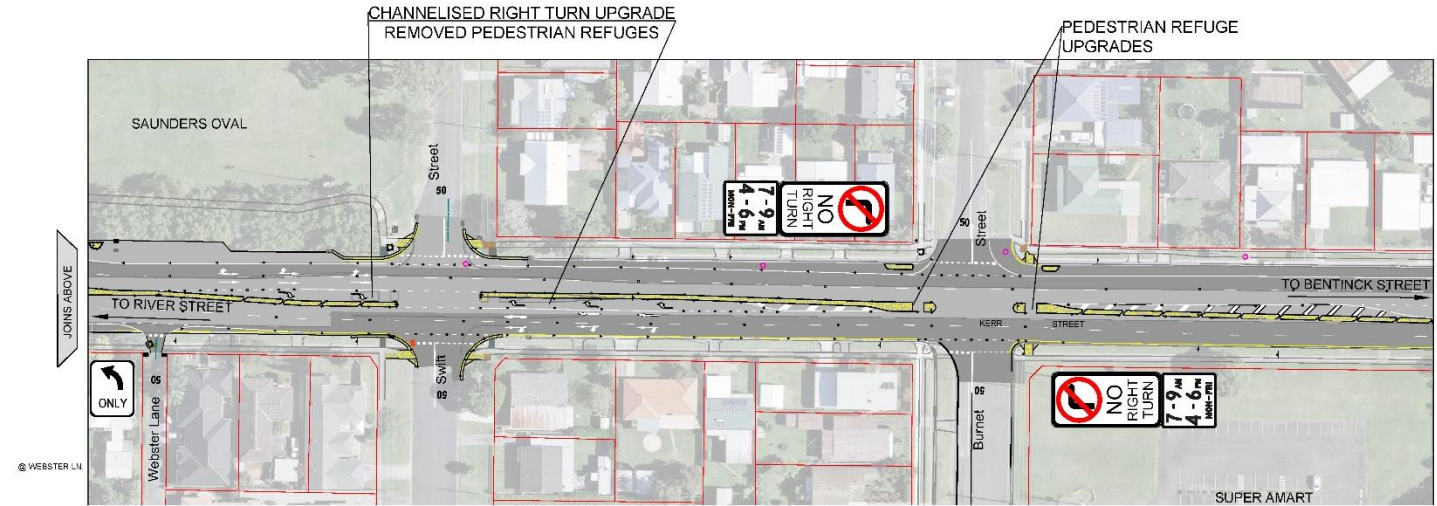 CHANNELISED RIGHT TURN UPGRADE
REMOVED PEDESTRIAN REFUGES
PEDESTRIAN REFUGE
UPGRADES
SAUNDERS OVAL
Street
50
7-9 AM
4-6 PM
MON-FRI
NO
RIGHT
TURN
50
Street
JOINS ABOVE
TO RIVER STREET
TO BENTINCK STREET
KERR STREET
ONLY
50
Webster Lane
Swift
50
50
Burnet
NO
RIGHT
TURN
7-9 AM
4-6 PM
MON-FRI
@ WEBSTER LN.
SUPER AMART